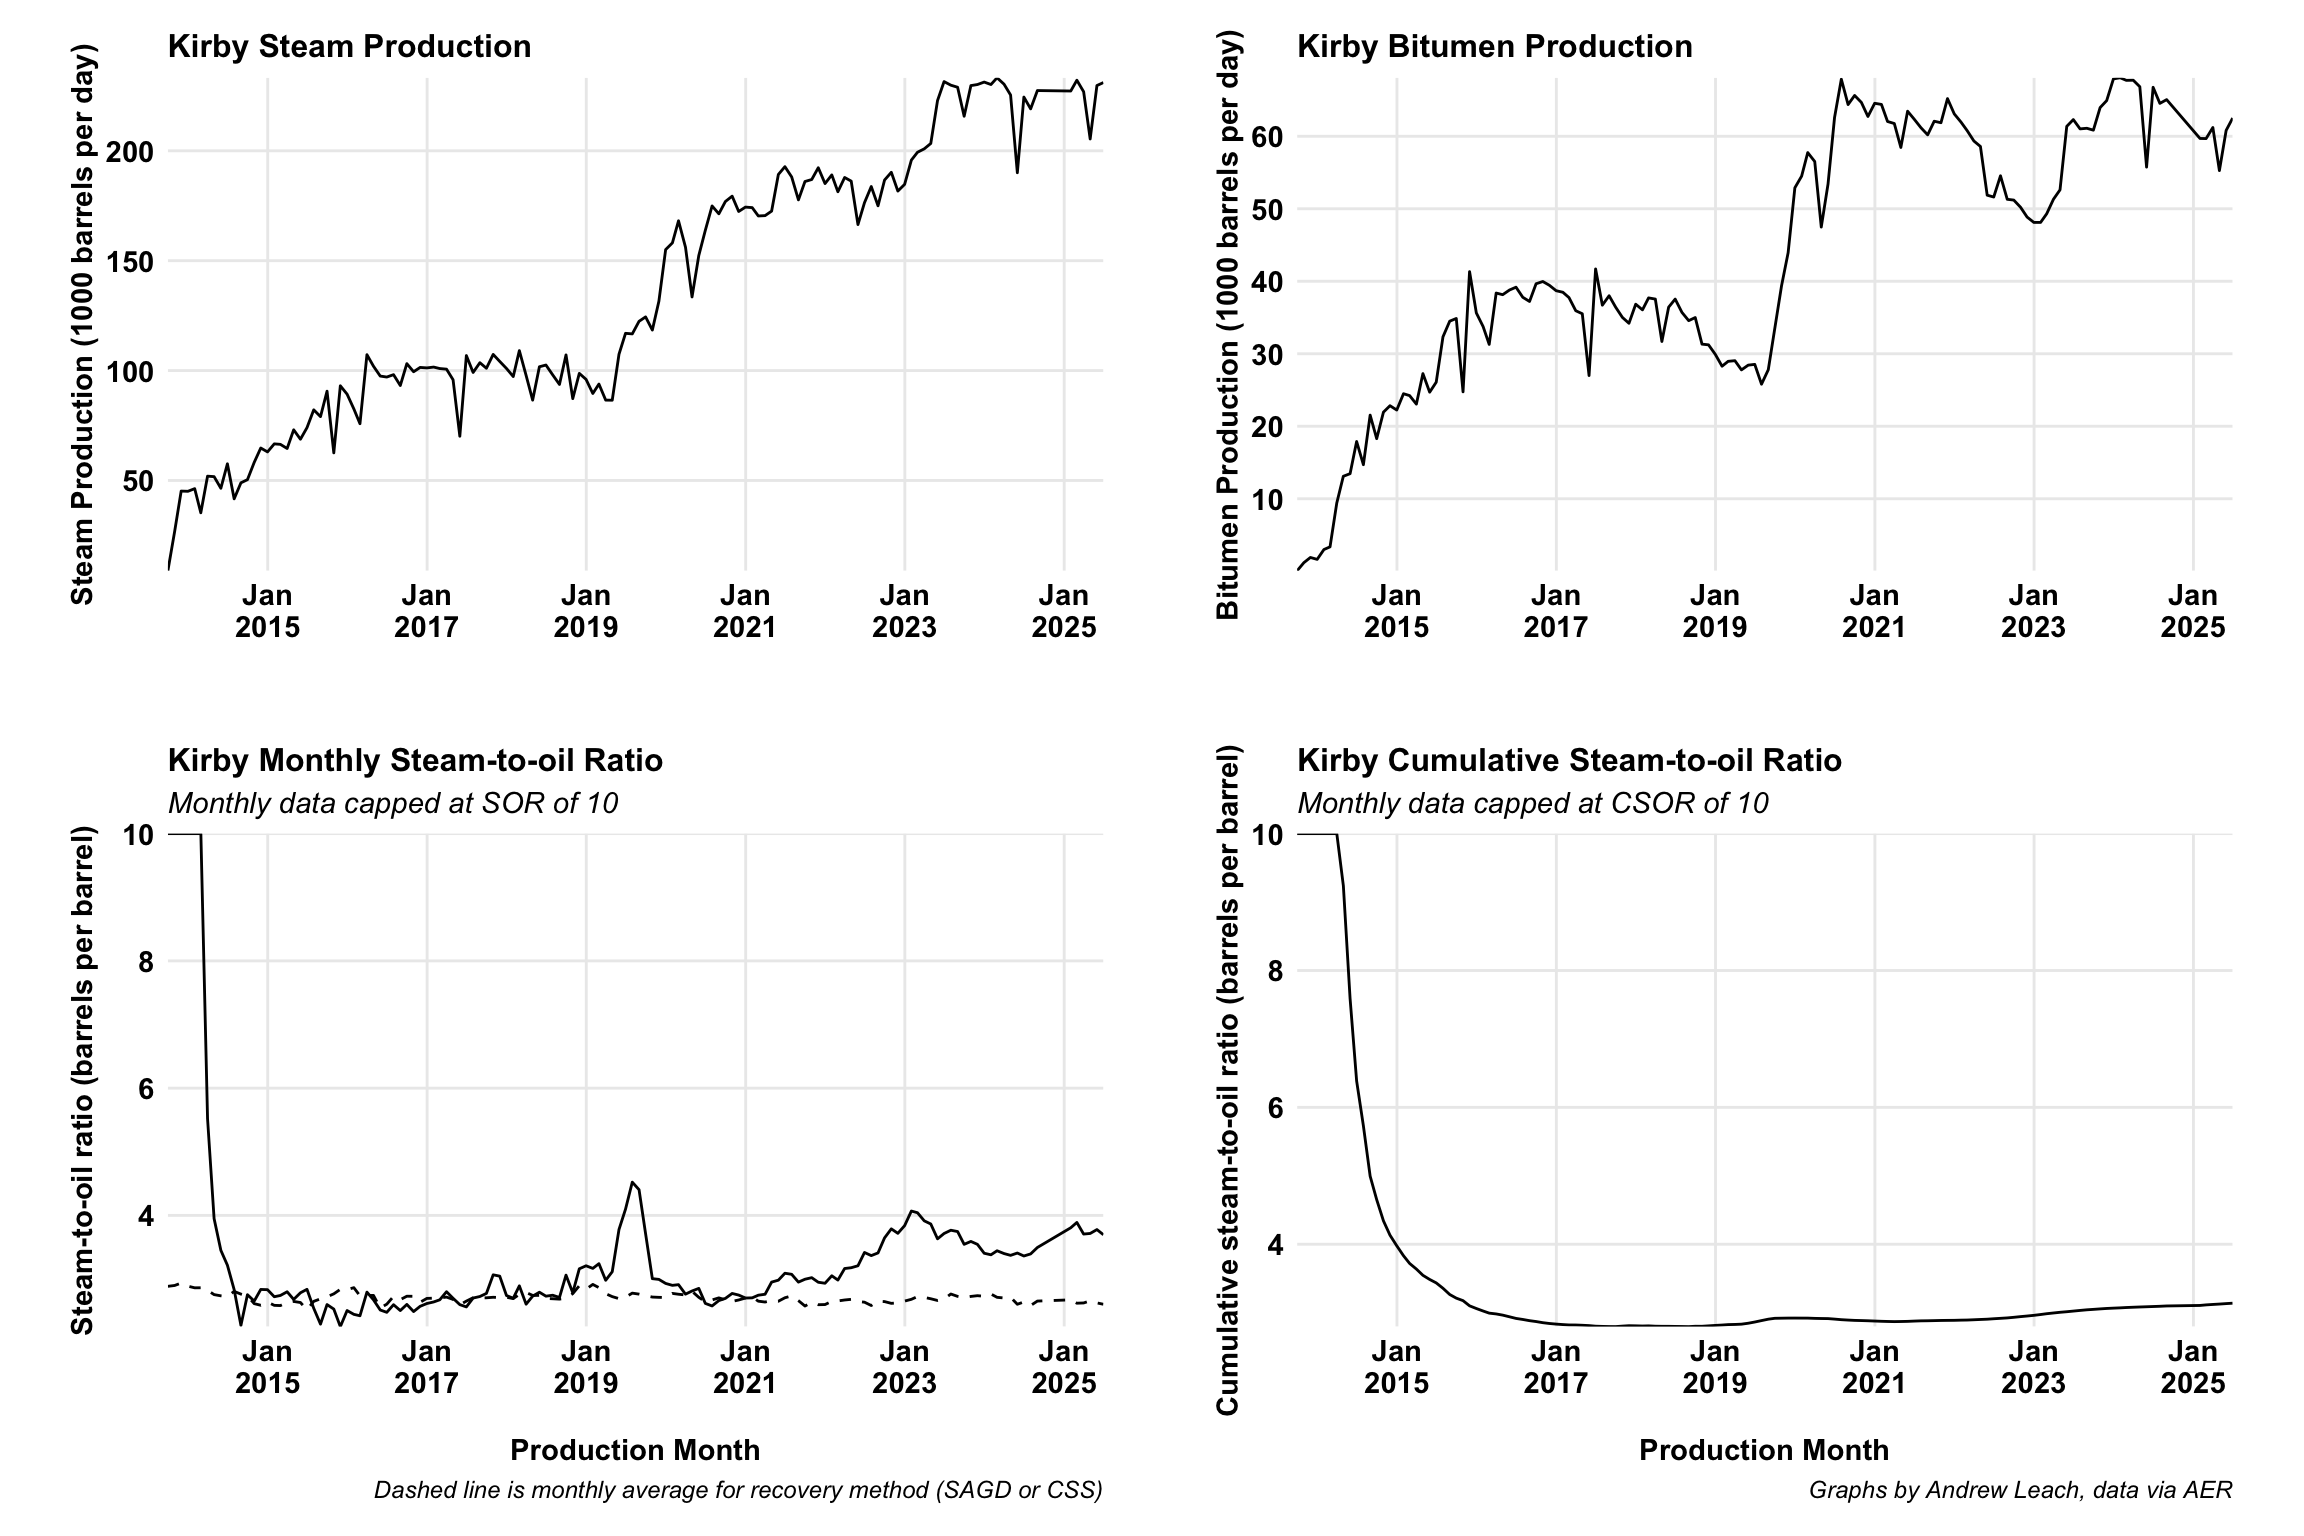 Kirby Steam Production
Steam Production (1000 barrels per day)
200
150
100
50
Jan 2015
Jan 2017
Jan 2019
Jan 2021
Jan 2023
Jan 2025
Kirby Bitumen Production
Bitumen Production (1000 barrels per day)
60
50
40
30
20
10
Jan 2015
Jan 2017
Jan 2019
Jan 2021
Jan 2023
Jan 2025
Kirby Monthly Steam-to-oil Ratio
Monthly data capped at SOR of 10
Steam-to-oil ratio (barrels per barrel)
10
8
6
4
Jan 2015
Jan 2017
Jan 2019
Jan 2021
Jan 2023
Jan 2025
Production Month
Dashed line is monthly average for recovery method (SAGD or CSS)
Kirby Cumulative Steam-to-oil Ratio
Monthly data capped at CSOR of 10
Cumulative steam-to-oil ratio (barrels per barrel)
10
8
6
4
Jan 2015
Jan 2017
Jan 2019
Jan 2021
Jan 2023
Jan 2025
Production Month
Graphs by Andrew Leach, data via AER